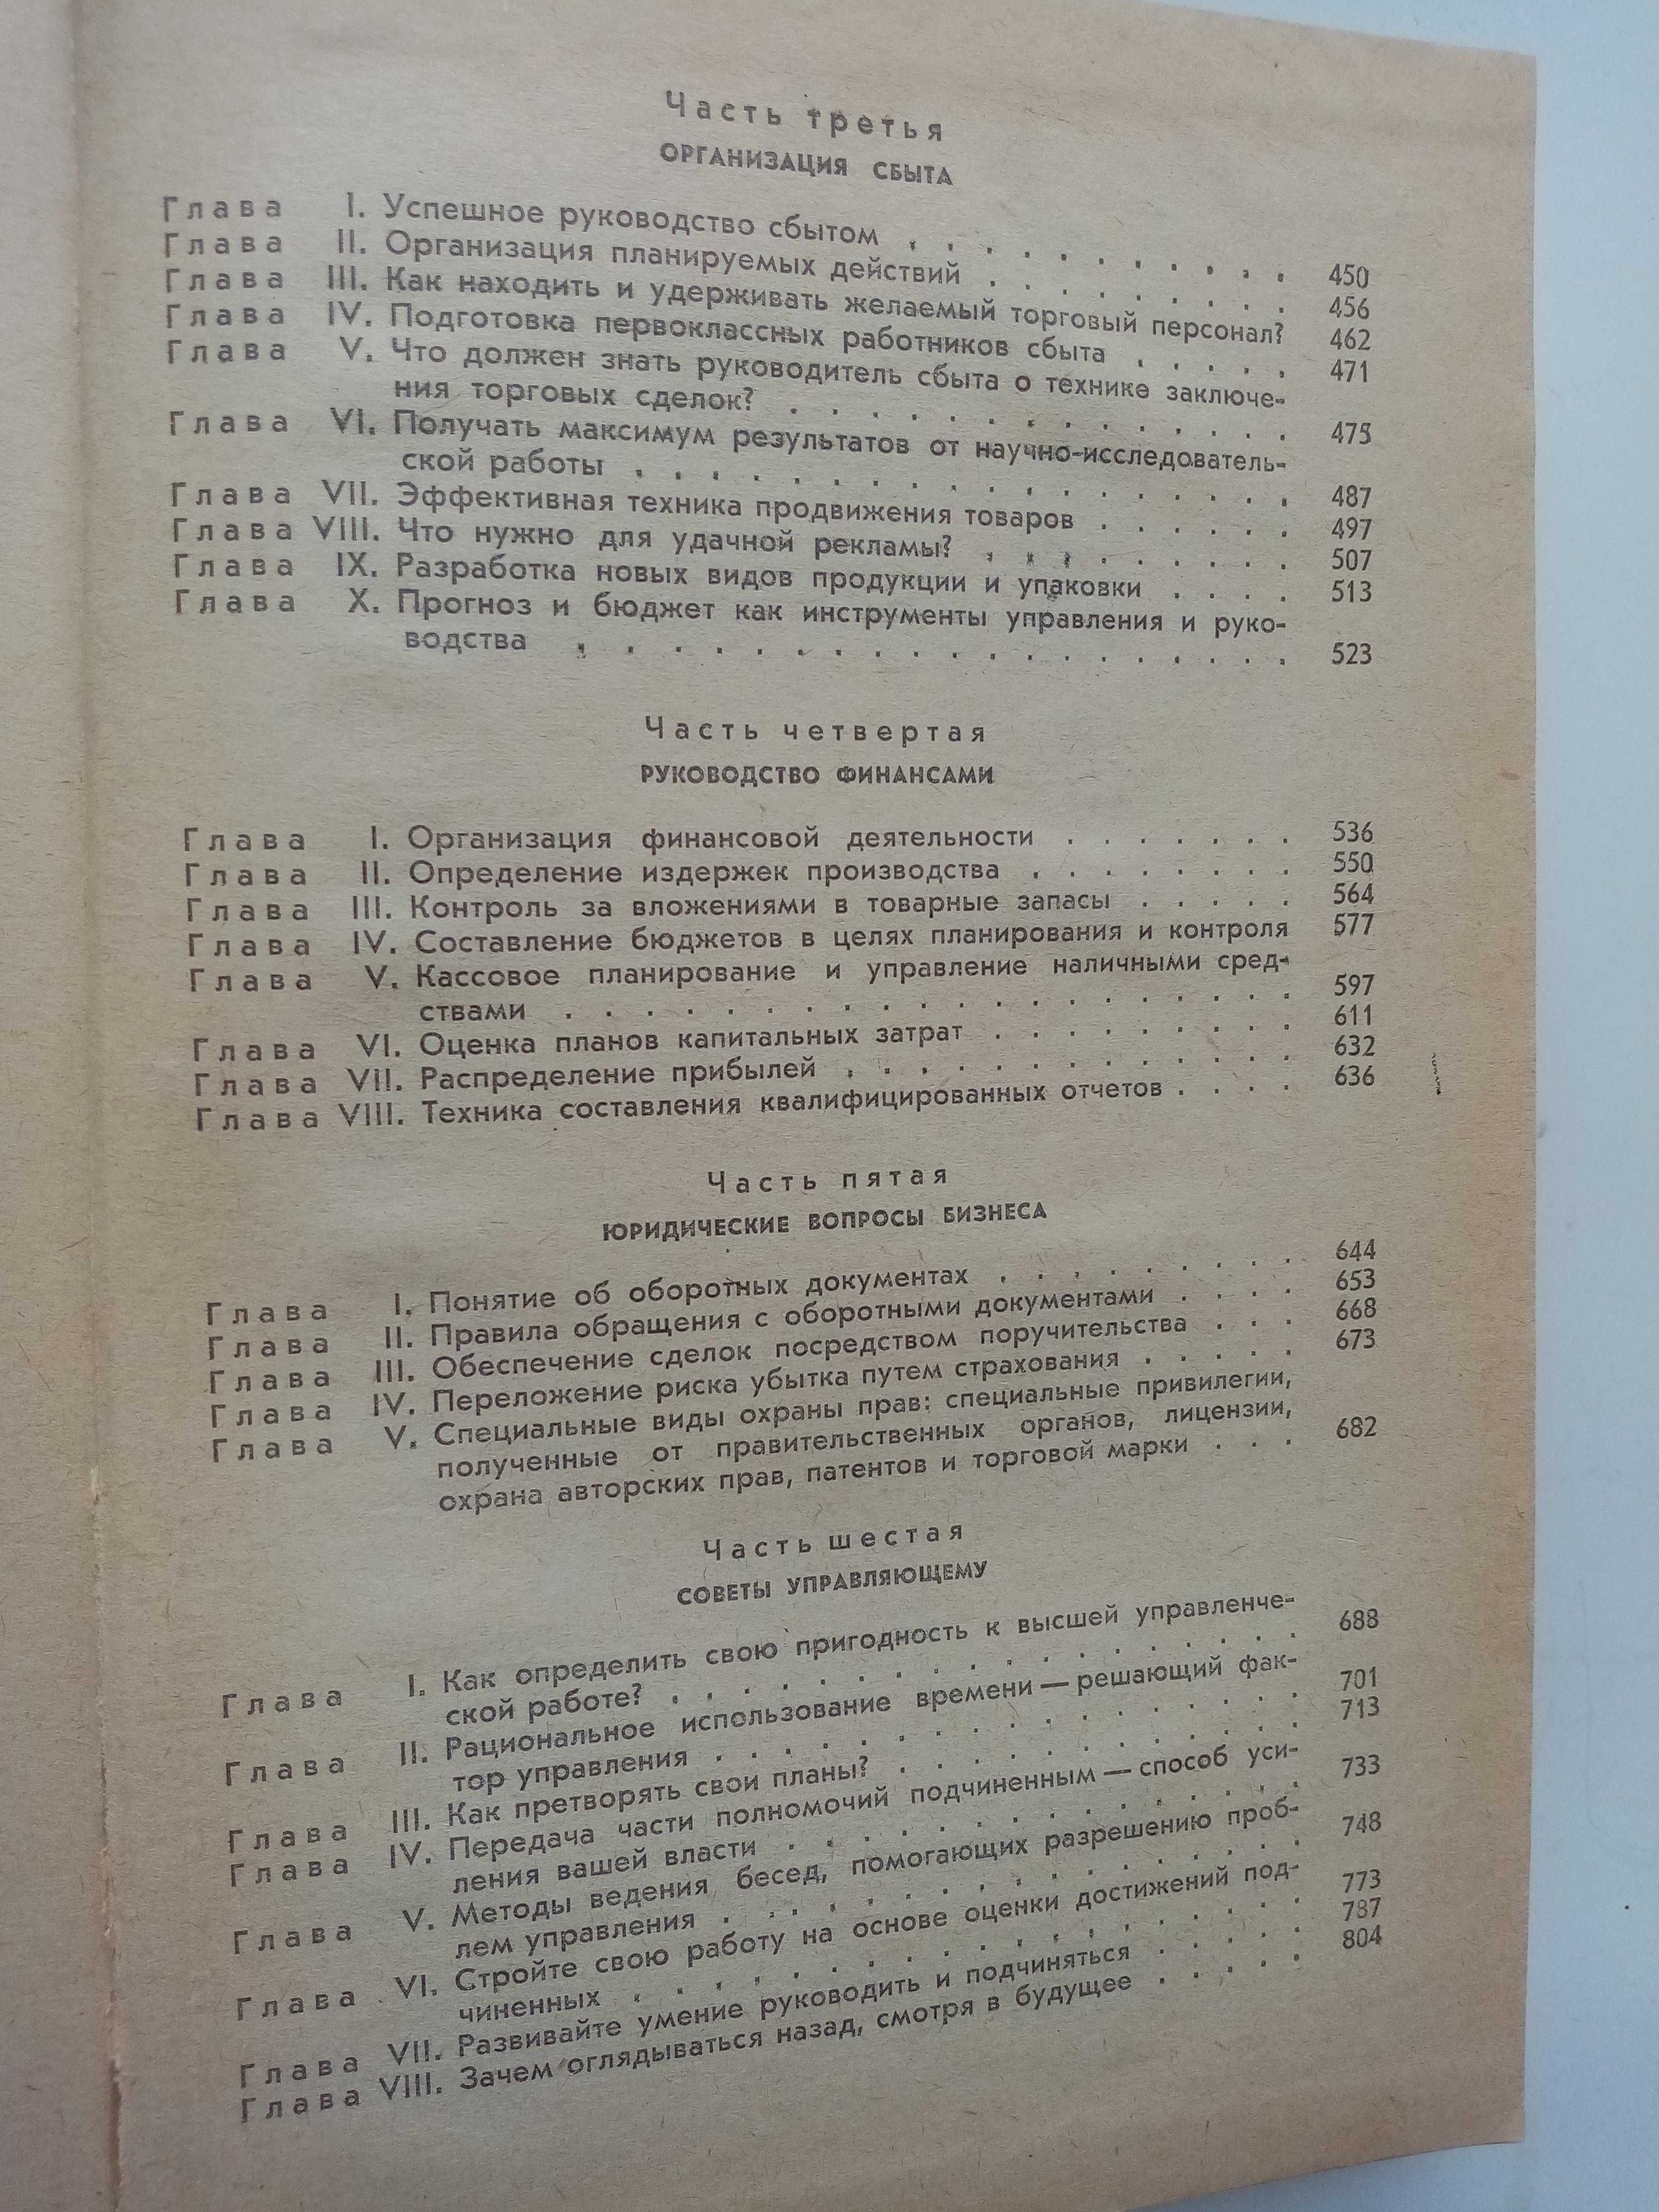 Часть третья
ОРГАНИЗАЦИЯ СБЫТА
Глава I. Успешное руководство сбытом . . . . . . . . . . 450
Глава II. Организация планируемых действий . . . . . . . . . 456
Глава III. Как находить и удерживать желаемый торговый персонал? 462
Глава IV. Подготовка первоклассных работников сбыта . . . . . 471
Глава V. Что должен знать руководитель сбыта о технике заключе-
ния торговых сделок? . . . . . . . . . . . . . 475
Глава VI. Получать максимум результатов от научно-исследователь-
ской работы . . . . . . . . . . . . . . . . . 487
Глава VII. Эффективная техника продвижения товаров . . . . . . 497
Глава VIII. Что нужно для удачной рекламы? . . . . . . . . . 507
Глава IX. Разработка новых видов продукции и упаковки . . . . 513
Глава X. Прогноз и бюджет как инструменты управления и руко-
водства . . . . . . . . . . . . . . . . . . . 523
Часть четвертая
РУКОВОДСТВО ФИНАНСАМИ
Глава I. Организация финансовой деятельности . . . . . . . 536
Глава II. Определение издержек производства . . . . . . . . 550
Глава III. Контроль за вложениями в товарные запасы . . . . . 564
Глава IV. Составление бюджетов в целях планирования и контроля 577
Глава V. Кассовое планирование и управление наличными сред-
ствами . . . . . . . . . . . . . . . . . . . 597
Глава VI. Оценка планов капитальных затрат . . . . . . . . . 611
Глава VII. Распределение прибылей . . . . . . . . . . . . . 632
Глава VIII. Техника составления квалифицированных отчетов . . . . 636
Часть пятая
ЮРИДИЧЕСКИЕ ВОПРОСЫ БИЗНЕСА
Глава I. Понятие об оборотных документах . . . . . . . . . 644
Глава II. Правила обращения с оборотными документами . . . . 653
Глава III. Обеспечение сделок посредством поручительства . . . 668
Глава IV. Переложение риска убытка путем страхования . . . . . 673
Глава V. Специальные виды охраны прав: специальные привилегии,
полученные от правительственных органов, лицензии,
охрана авторских прав, патентов и торговой марки . . . 682
Часть шестая
СОВЕТЫ УПРАВЛЯЮЩЕМУ
Глава I. Как определить свою пригодность к высшей управленче-
ской работе? . . . . . . . . . . . . . . . . . 688
Глава II. Рациональное использование времени — решающий фак-
тор управления . . . . . . . . . . . . . . . . 701
Глава III. Как претворять свои планы? . . . . . . . . . . . . 713
Глава IV. Передача части полномочий подчиненным — способ уси-
ления вашей власти . . . . . . . . . . . . . . 733
Глава V. Методы ведения бесед, помогающих разрешению проб-
лем управления . . . . . . . . . . . . . . . . 748
Глава VI. Стройте свою работу на основе оценки достижений под-
чиненных . . . . . . . . . . . . . . . . . . 773
Глава VII. Развивайте умение руководить и подчиняться . . . . . 787
Глава VIII. Зачем оглядываться назад, смотря в будущее . . . . . 804